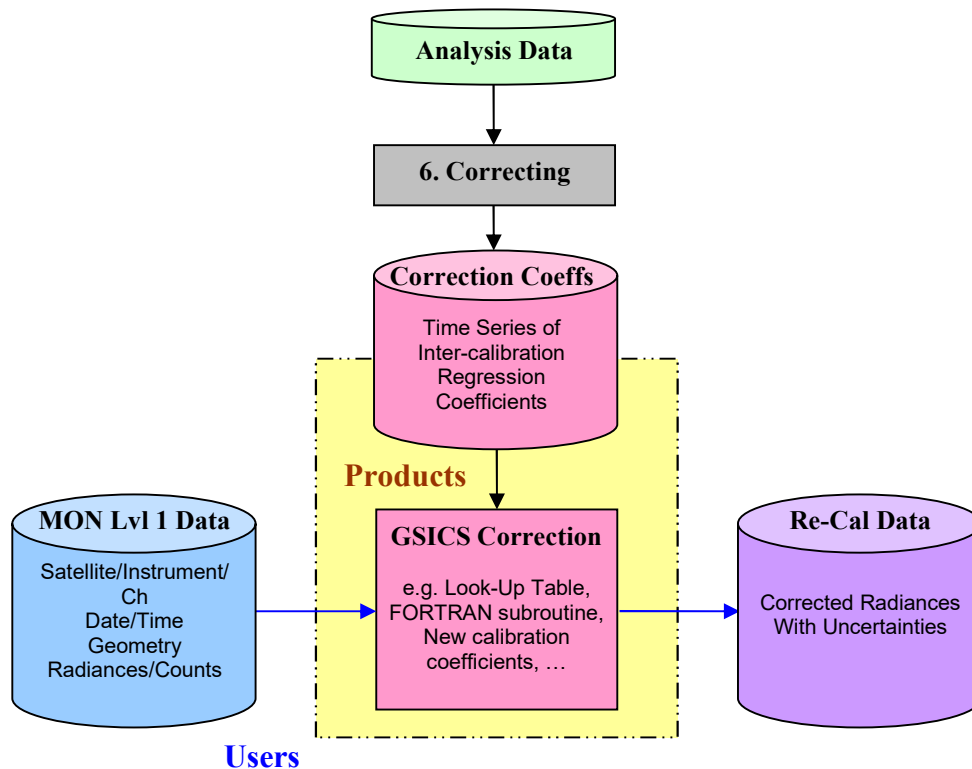 Analysis Data
6. Correcting
Correction Coeffs
Time Series of
Inter-calibration
Regression
Coefficients
Products
MON Lvl 1 Data
Satellite/Instrument/
Ch
Date/Time
Geometry
Radiances/Counts
GSICS Correction
e.g. Look-Up Table,
FORTRAN subroutine,
New calibration
coefficients, …
Re-Cal Data
Corrected Radiances
With Uncertainties
Users